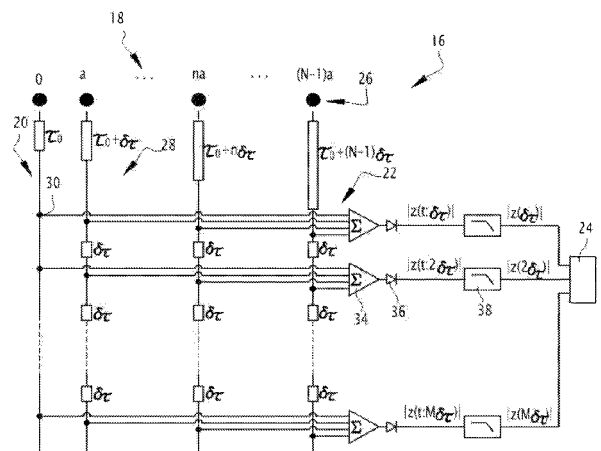 18
16
0 a ... na ... (N-1)a
26
20
τ₀ τ₀+δτ 28 τ₀+nδτ τ₀+(N-1)δτ
22
30
Σ |z(t:δτ)| |z(δτ)|
24
δτ δτ δτ
Σ |z(t:2δτ)| |z(2δτ)|
34 36 38
δτ δτ δτ
δτ δτ δτ
Σ |z(t:Mδτ)| |z(Mδτ)|